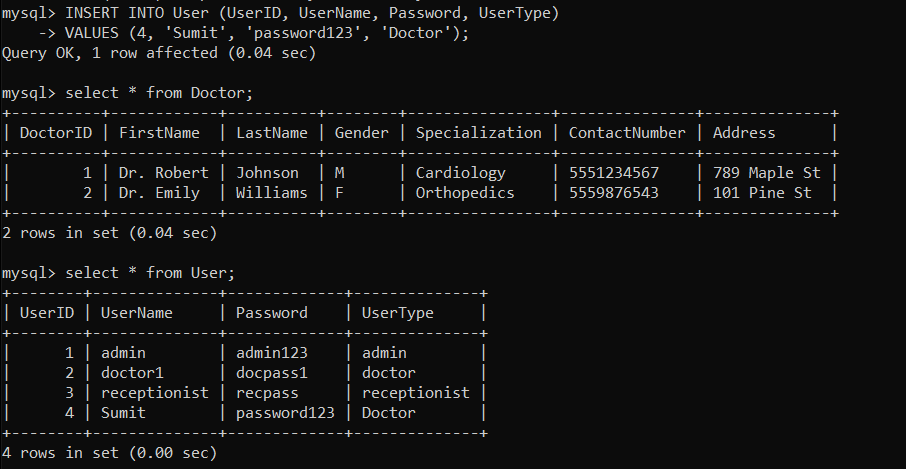 mysql> INSERT INTO User (UserID, UserName, Password, UserType)
    -> VALUES (4, 'Sumit', 'password123', 'Doctor');
Query OK, 1 row affected (0.04 sec)

mysql> select * from Doctor;
+----------+------------+----------+--------+----------------+---------------+--------------+
| DoctorID | FirstName  | LastName | Gender | Specialization | ContactNumber | Address      |
+----------+------------+----------+--------+----------------+---------------+--------------+
|        1 | Dr. Robert | Johnson  | M      | Cardiology     | 5551234567    | 789 Maple St |
|        2 | Dr. Emily  | Williams | F      | Orthopedics    | 5559876543    | 101 Pine St  |
+----------+------------+----------+--------+----------------+---------------+--------------+
2 rows in set (0.04 sec)

mysql> select * from User;
+--------+--------------+-------------+--------------+
| UserID | UserName     | Password    | UserType     |
+--------+--------------+-------------+--------------+
|      1 | admin        | admin123    | admin        |
|      2 | doctor1      | docpass1    | doctor       |
|      3 | receptionist | recpass     | receptionist |
|      4 | Sumit        | password123 | Doctor       |
+--------+--------------+-------------+--------------+
4 rows in set (0.00 sec)